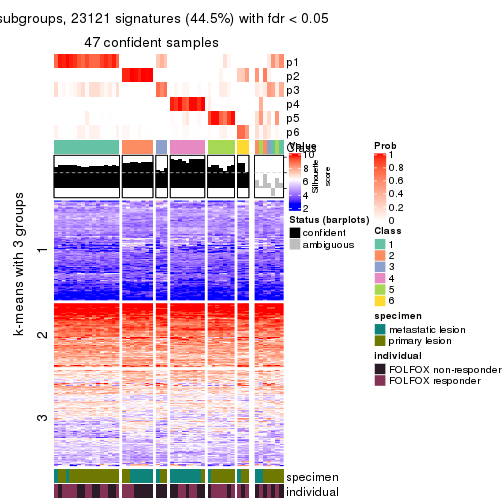 subgroups, 23121 signatures (44.5%) with fdr < 0.05
47 confident samples
p1
p2
p3
p4
p5
p6
Class
1
2
3
k-means with 3 groups
specimen
individual
Value
10
8
6
4
2
Silhouette
score
Status (barplots)
confident
ambiguous
Prob
1
0.8
0.6
0.4
0.2
0
Class
1
2
3
4
5
6
specimen
metastatic lesion
primary lesion
individual
FOLFOX non-responder
FOLFOX responder